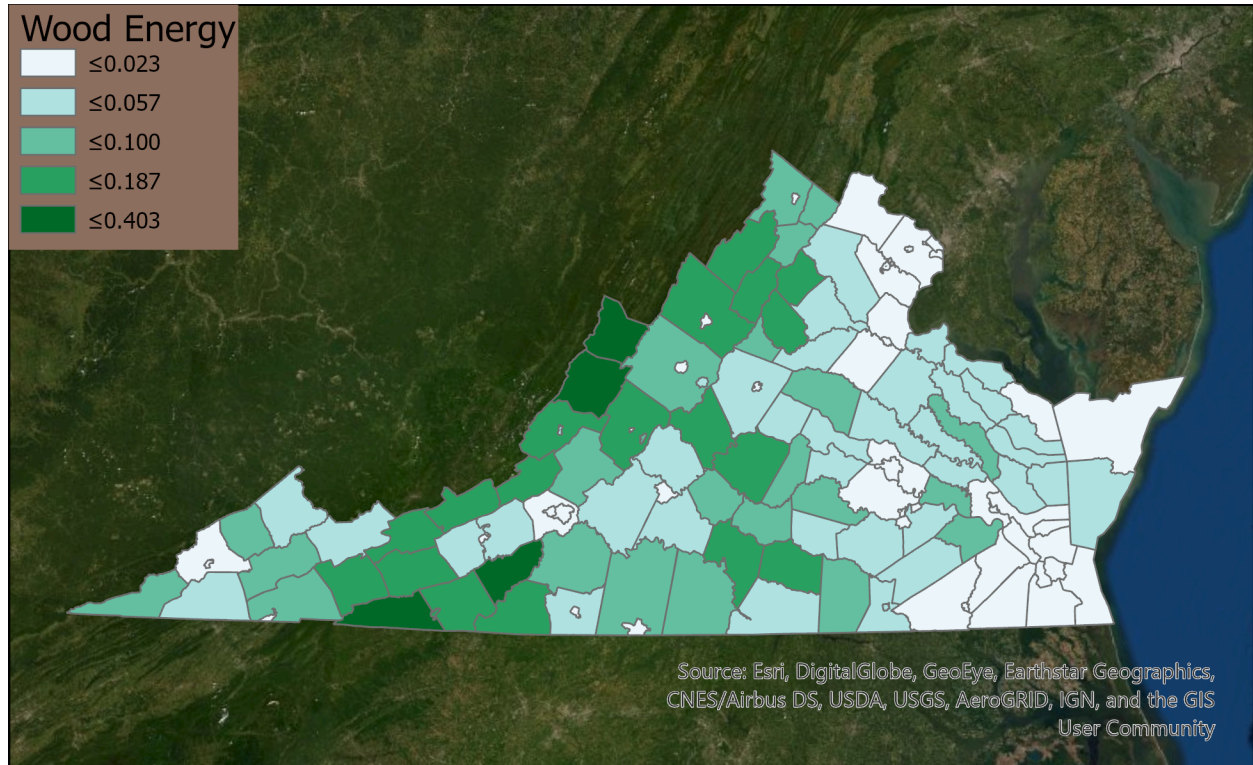 Wood Energy
≤0.023
≤0.057
≤0.100
≤0.187
≤0.403
Source: Esri, DigitalGlobe, GeoEye, Earthstar Geographics,
CNES/Airbus DS, USDA, USGS, AeroGRID, IGN, and the GIS
User Community